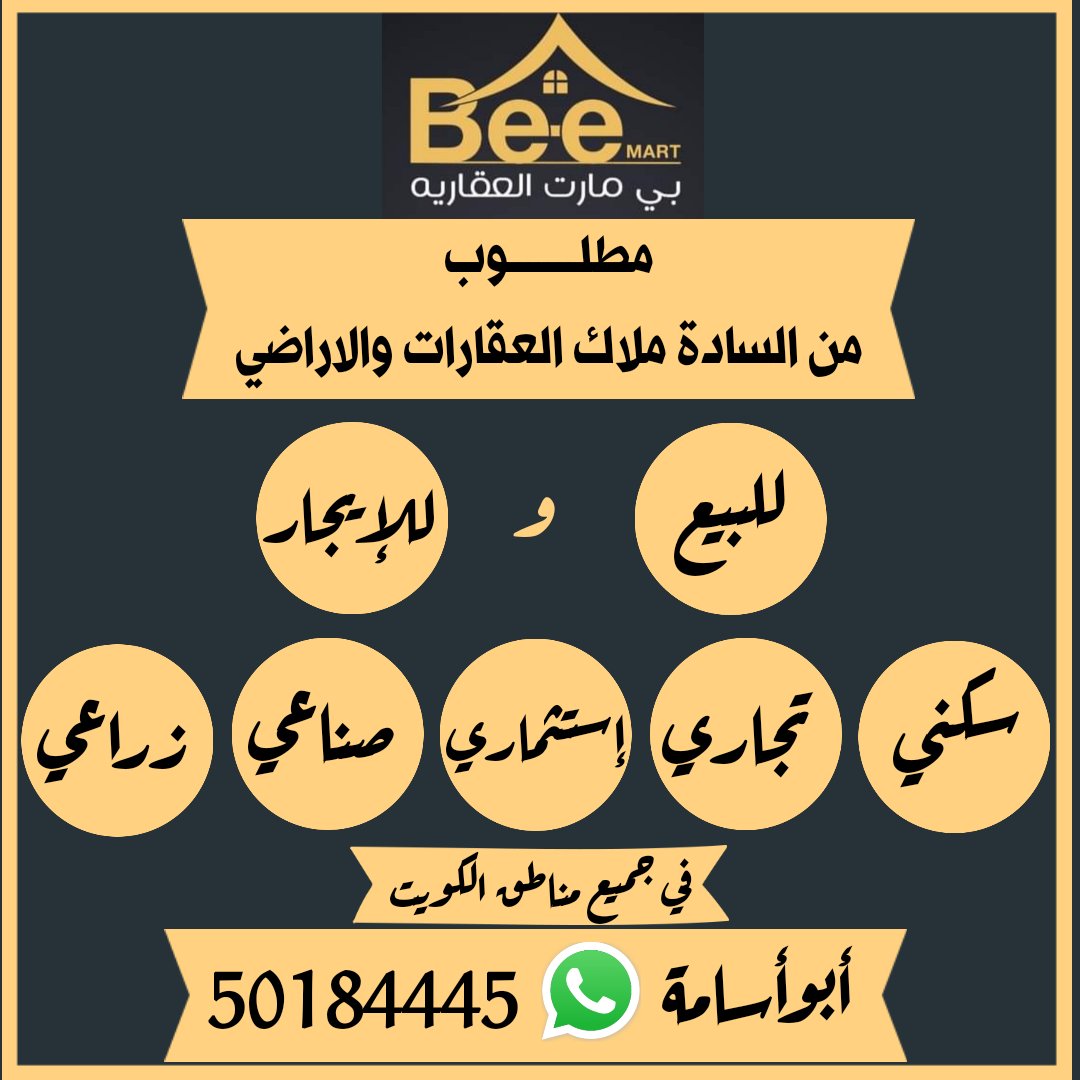 Bee
MART
بي مارت العقاريه
مطلـــــوب
من السادة ملاك العقارات والاراضي
للبيع و للإيجار
سكني تجاري إستثماري صناعي زراعي
في جميع مناطق الكويت
أبوأسامة 50184445